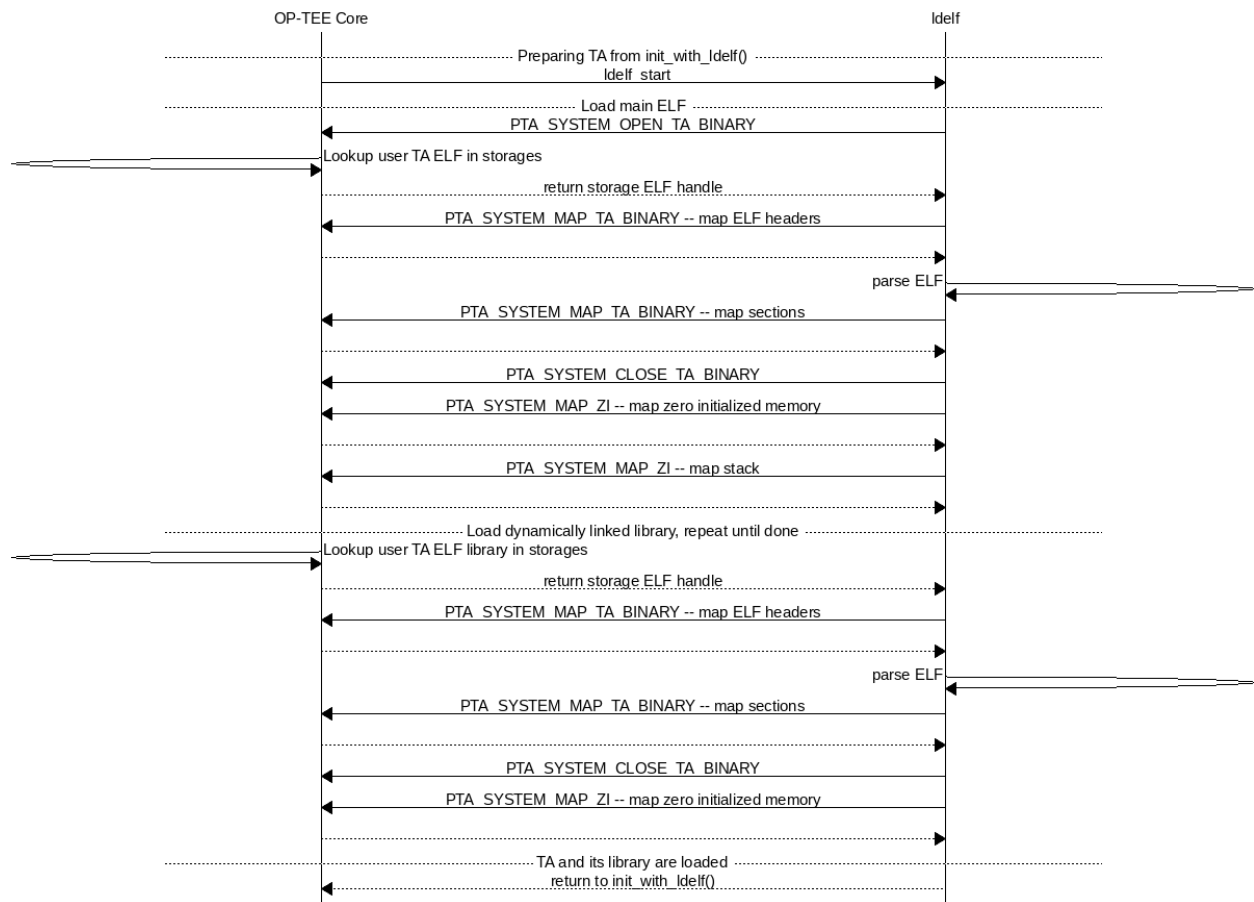 OP-TEE Core
ldelf
Preparing TA from init_with_ldelf()
ldelf_start
Load main ELF
PTA_SYSTEM_OPEN_TA_BINARY
Lookup user TA ELF in storages
return storage ELF handle
PTA_SYSTEM_MAP_TA_BINARY -- map ELF headers
parse ELF
PTA_SYSTEM_MAP_TA_BINARY -- map sections
PTA_SYSTEM_CLOSE_TA_BINARY
PTA_SYSTEM_MAP_ZI -- map zero initialized memory
PTA_SYSTEM_MAP_ZI -- map stack
Load dynamically linked library, repeat until done
Lookup user TA ELF library in storages
return storage ELF handle
PTA_SYSTEM_MAP_TA_BINARY -- map ELF headers
parse ELF
PTA_SYSTEM_MAP_TA_BINARY -- map sections
PTA_SYSTEM_CLOSE_TA_BINARY
PTA_SYSTEM_MAP_ZI -- map zero initialized memory
TA and its library are loaded
return to init_with_ldelf()